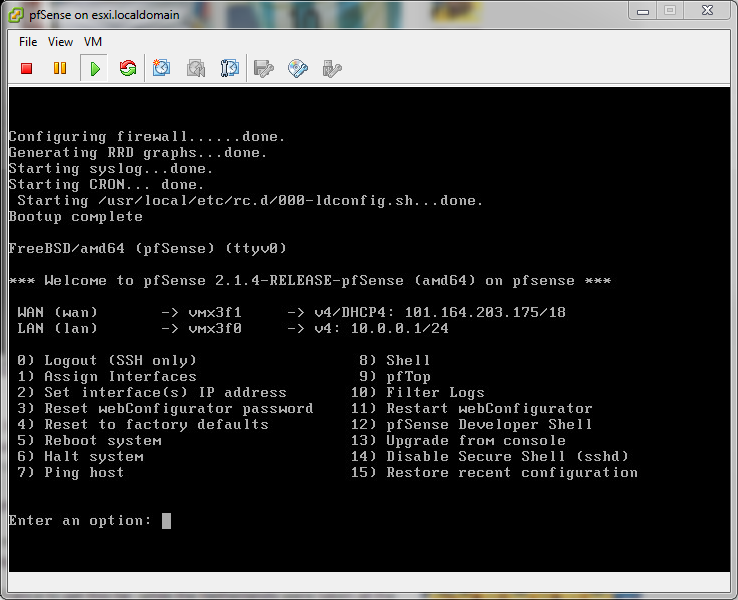 pfSense on esxi.localdomain
File View VM
Configuring firewall......done.
Generating RRD graphs...done.
Starting syslog...done.
Starting CRON... done.
 Starting /usr/local/etc/rc.d/000-ldconfig.sh...done.
Bootup complete
FreeBSD/amd64 (pfSense) (ttyv0)
*** Welcome to pfSense 2.1.4-RELEASE-pfSense (amd64) on pfsense ***
 WAN (wan)       -> vmx3f1     -> v4/DHCP4: 101.164.203.175/18
 LAN (lan)       -> vmx3f0     -> v4: 10.0.0.1/24
 0) Logout (SSH only)                  8) Shell
 1) Assign Interfaces                  9) pfTop
 2) Set interface(s) IP address       10) Filter Logs
 3) Reset webConfigurator password    11) Restart webConfigurator
 4) Reset to factory defaults         12) pfSense Developer Shell
 5) Reboot system                     13) Upgrade from console
 6) Halt system                       14) Disable Secure Shell (sshd)
 7) Ping host                         15) Restore recent configuration
Enter an option: